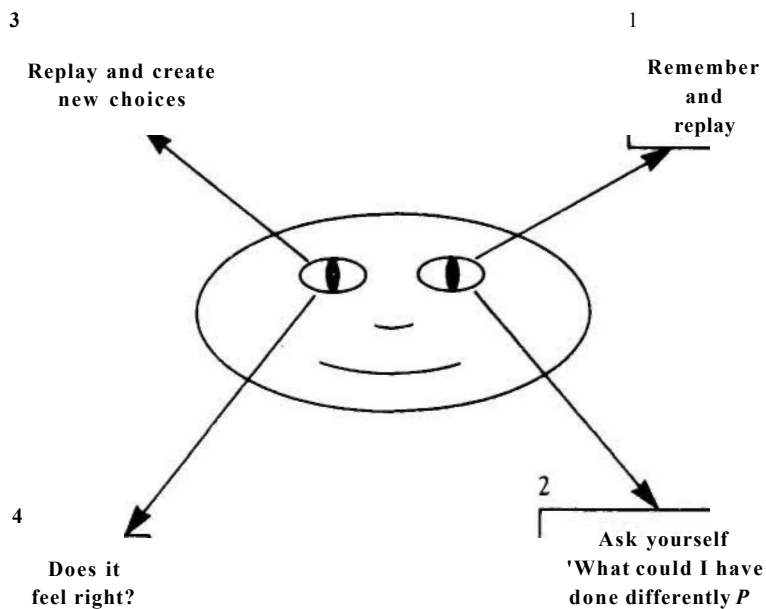 3
Replay and create
new choices
1
Remember
and
replay
4
Does it
feel right?
2
Ask yourself
'What could I have
done differently P